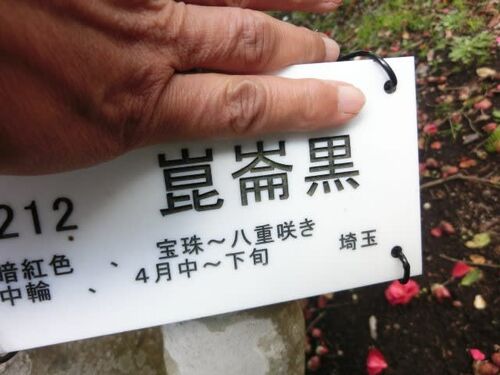 212 崑崙黒
暗紅色、宝珠～八重咲き 埼玉
中輪、4月中～下旬